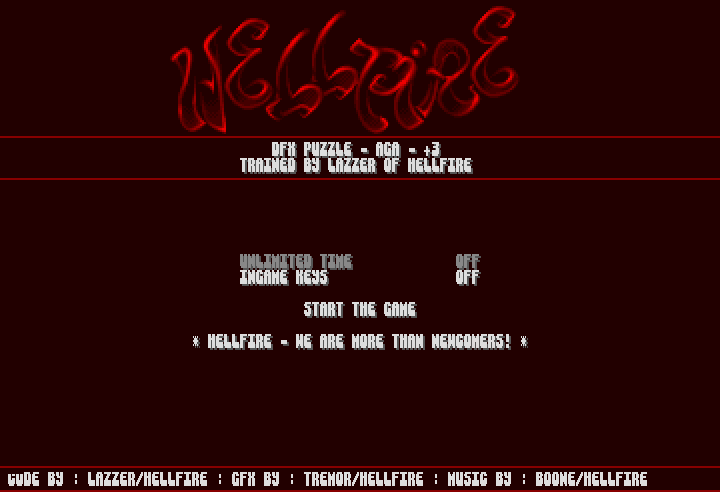 HELLFIRE
DFX PUZZLE - AGA - +3
TRAINED BY LAZZER OF HELLFIRE
UNLIMITED TIME OFF
INGAME KEYS OFF
START THE GAME
* HELLFIRE - WE ARE MORE THAN NEWCOMERS! *
CODE BY : LAZZER/HELLFIRE : GFX BY : TREMOR/HELLFIRE : MUSIC BY : BOONE/HELLFIRE